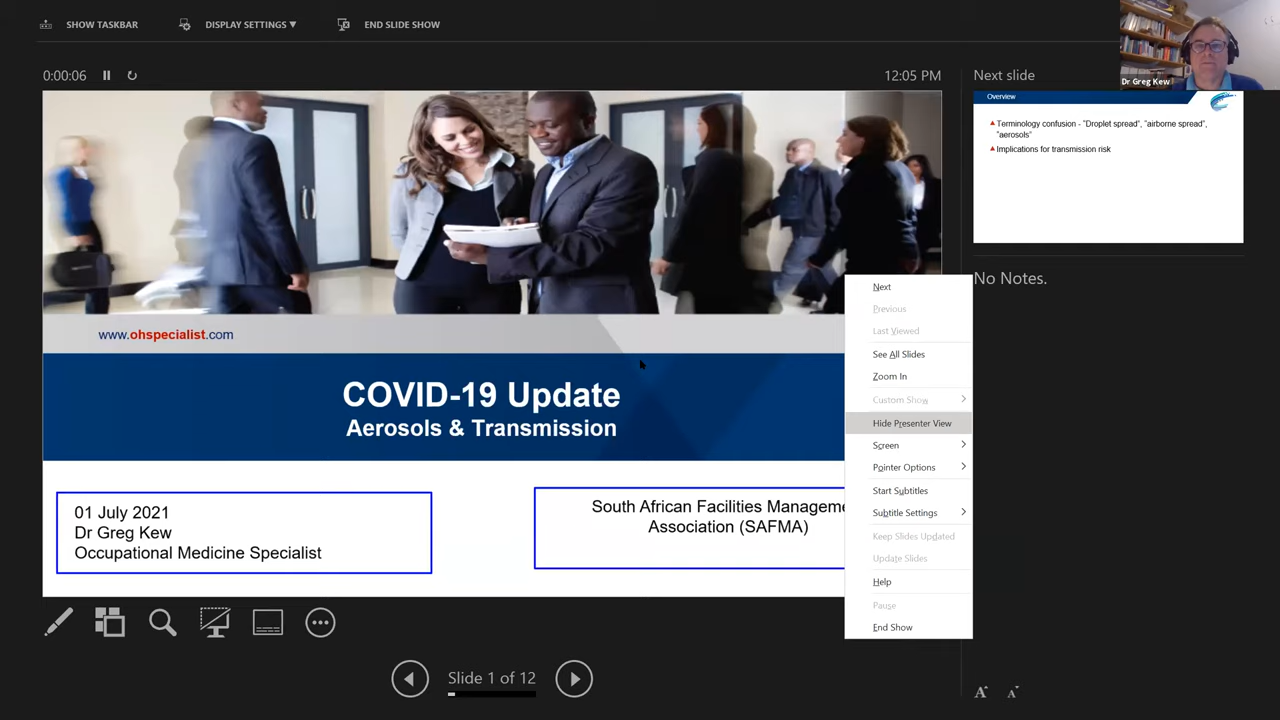 SHOW TASKBAR
DISPLAY SETTINGS ▼
END SLIDE SHOW
0:00:06
12:05 PM
Next slide
Dr Greg Kew
Overview
Terminology confusion - "Droplet spread", "airborne spread",
"aerosols"
Implications for transmission risk
No Notes.
www.ohspecialist.com
COVID-19 Update
Aerosols & Transmission
01 July 2021
Dr Greg Kew
Occupational Medicine Specialist
South African Facilities Manageme
Association (SAFMA)
Next
Previous
Last Viewed
See All Slides
Zoom In
Custom Show
Hide Presenter View
Screen
Pointer Options
Start Subtitles
Subtitle Settings
Keep Slides Updated
Update Slides
Help
Pause
End Show
Slide 1 of 12
A A